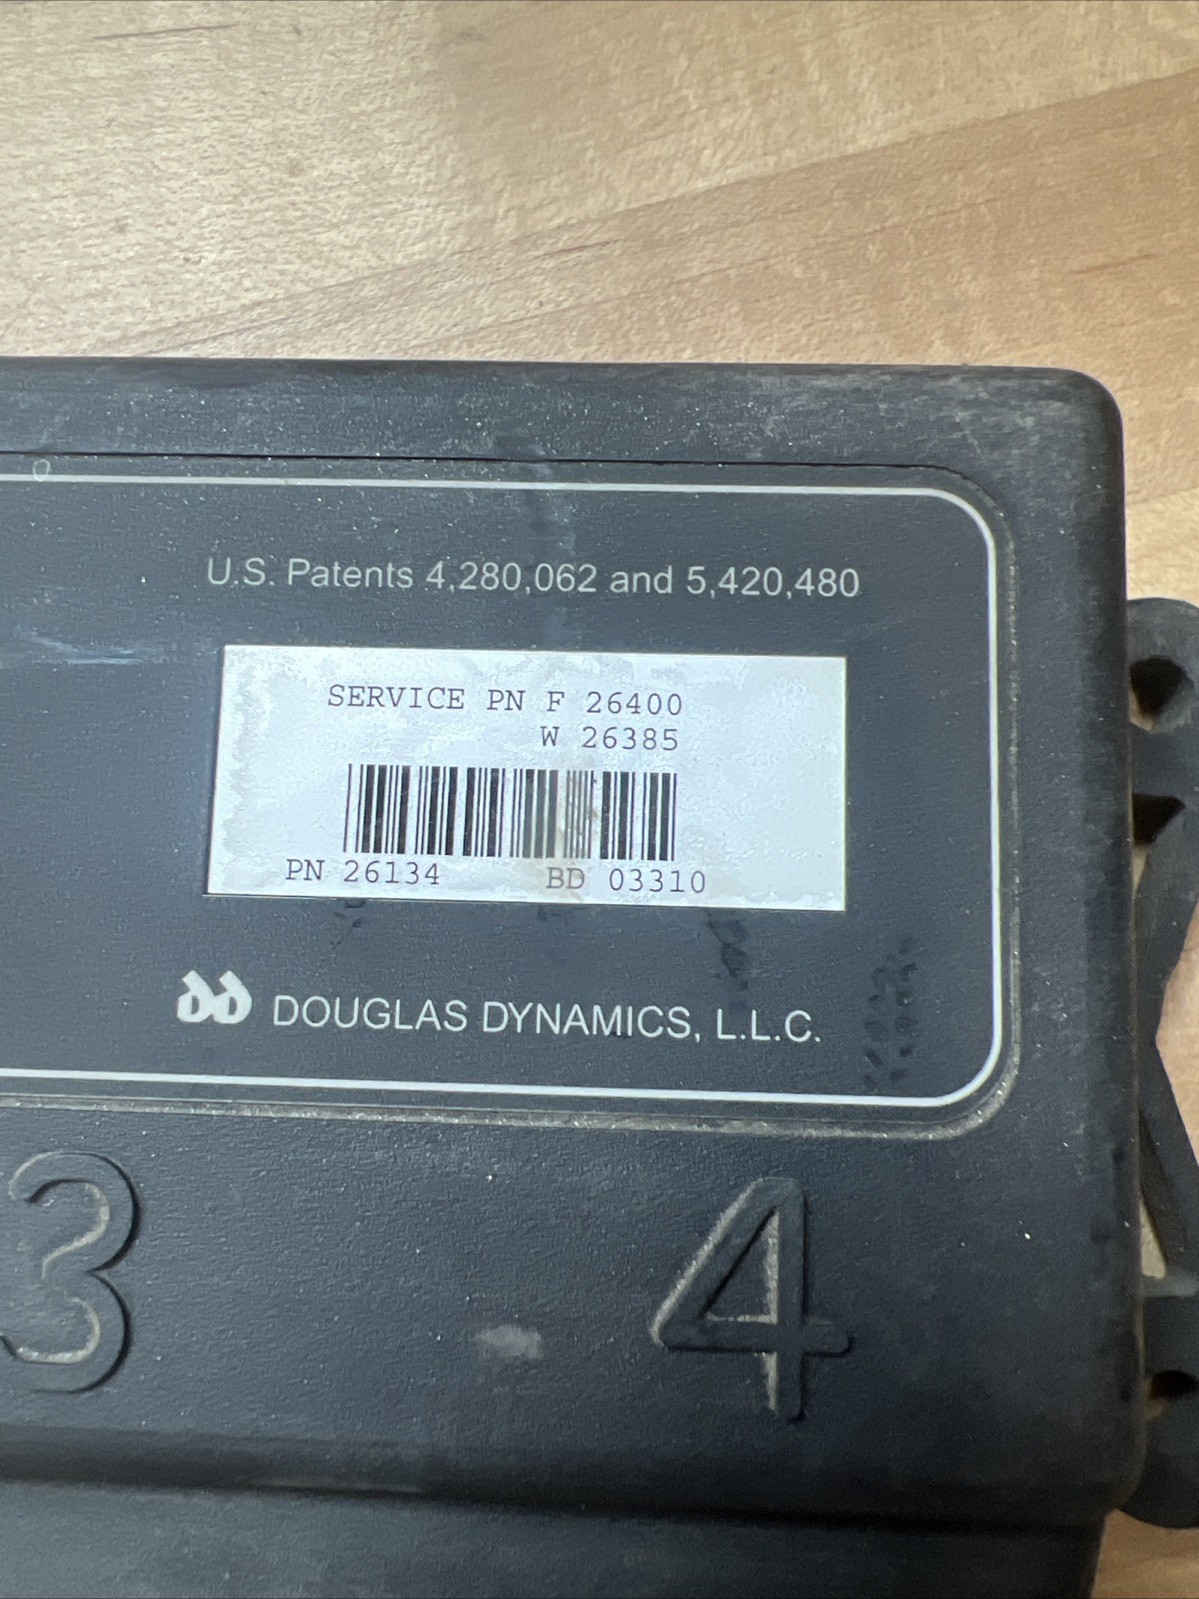 U.S. Patents 4,280,062 and 5,420,480
SERVICE PN F 26400
W 26385
PN 26134 BD 03310
DOUGLAS DYNAMICS, L.L.C.
3 4